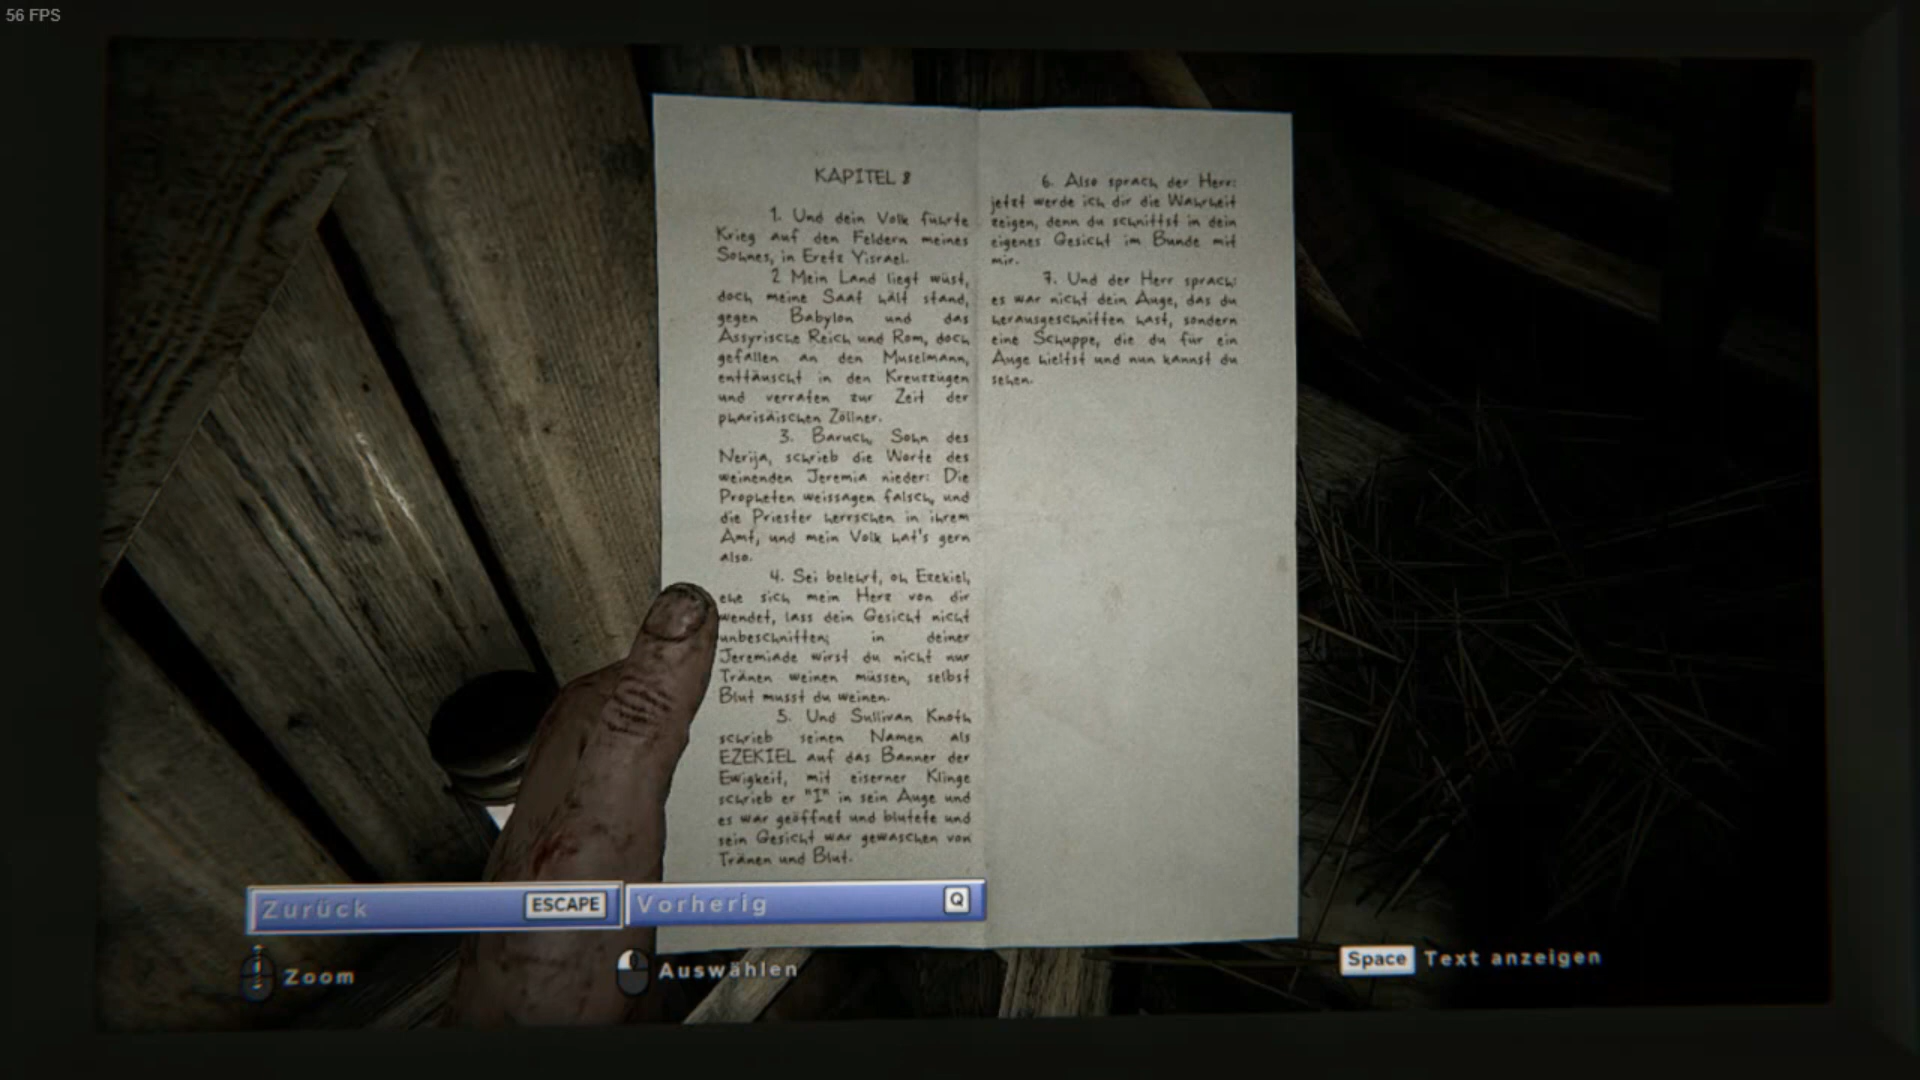 56 FPS
KAPITEL 8
1. Und dein Volk führte
Krieg auf den Feldern meines
Sohnes, in Eretz Yisrael.
2 Mein Land liegt wüst,
doch meine Saat hält stand,
gegen Babylon und das
Assyrische Reich und Rom, doch
gefallen an den Muselmann,
enttäuscht in den Kreuzzügen
und verraten zur Zeit der
pharisäischen Zöllner.
3. Baruch, Sohn des
Nerija, schrieb die Worte des
weinenden Jeremia nieder: Die
Propheten weissagen falsch, und
die Priester herrschen in ihrem
Amt, und mein Volk hat's gern
also.
4. Sei belehrt, oh Ezekiel,
ehe sich mein Herz von dir
wendet, lass dein Gesicht nicht
unbeschnitten; in deiner
Jeremiade wirst du nicht nur
Tränen weinen müssen, selbst
Blut musst du weinen.
5. Und Sullivan Knoth
schrieb seinen Namen als
EZEKIEL auf das Banner der
Ewigkeit, mit eiserner Klinge
schrieb er "I" in sein Auge und
es war geöffnet und blutete und
sein Gesicht war gewaschen von
Tränen und Blut.
6. Also sprach der Herr:
jetzt werde ich dir die Wahrheit
zeigen, denn du schnittst in dein
eigenes Gesicht im Bunde mit
mir.
7. Und der Herr sprach:
es war nicht dein Auge, das du
herausgeschnitten hast, sondern
eine Schuppe, die du für ein
Auge hieltst und nun kannst du
sehen.
Zurück ESCAPE Vorherig Q
Zoom Auswählen Space Text anzeigen